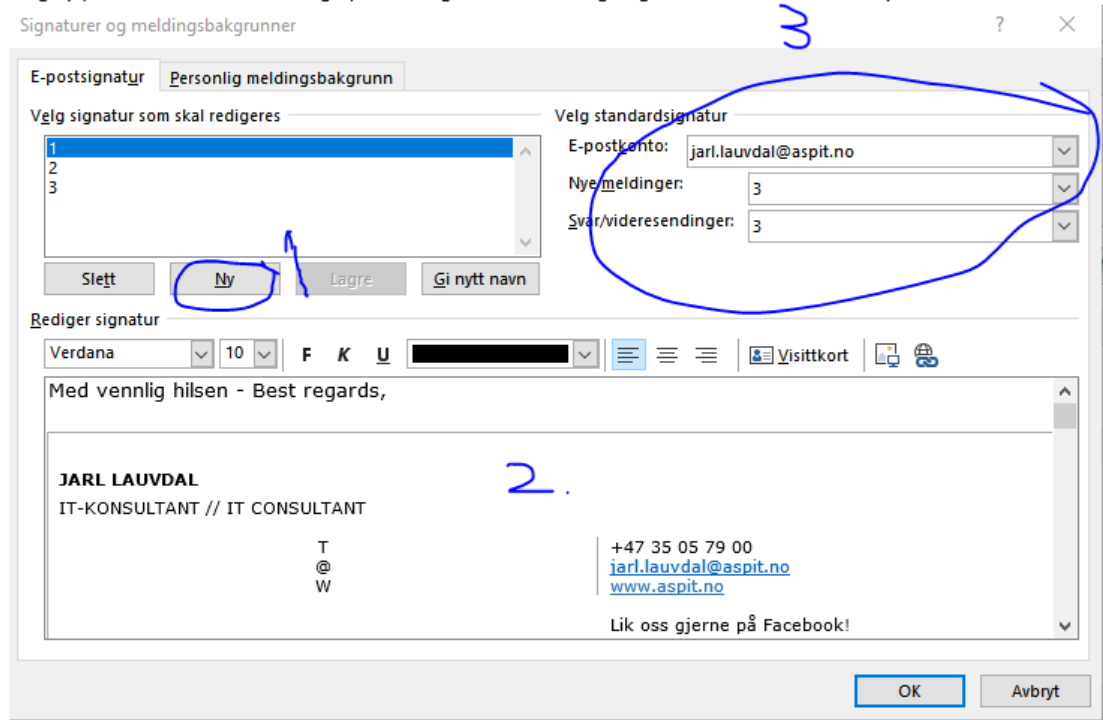 Signaturer og meldingsbakgrunner
3
E-postsignatur
Personlig meldingsbakgrunn
Velg signatur som skal redigeres
1
2
3
1
Slett
Ny
Lagre
Gi nytt navn
Velg standardsignatur
E-postkonto: jarl.lauvdal@aspit.no
Nye meldinger: 3
Svar/videresendinger: 3
Rediger signatur
Verdana 10 F K U Visittkort
Med vennlig hilsen - Best regards,
JARL LAUVDAL
2.
IT-KONSULTANT // IT CONSULTANT
T +47 35 05 79 00
@ jarl.lauvdal@aspit.no
W www.aspit.no
Lik oss gjerne på Facebook!
OK
Avbryt